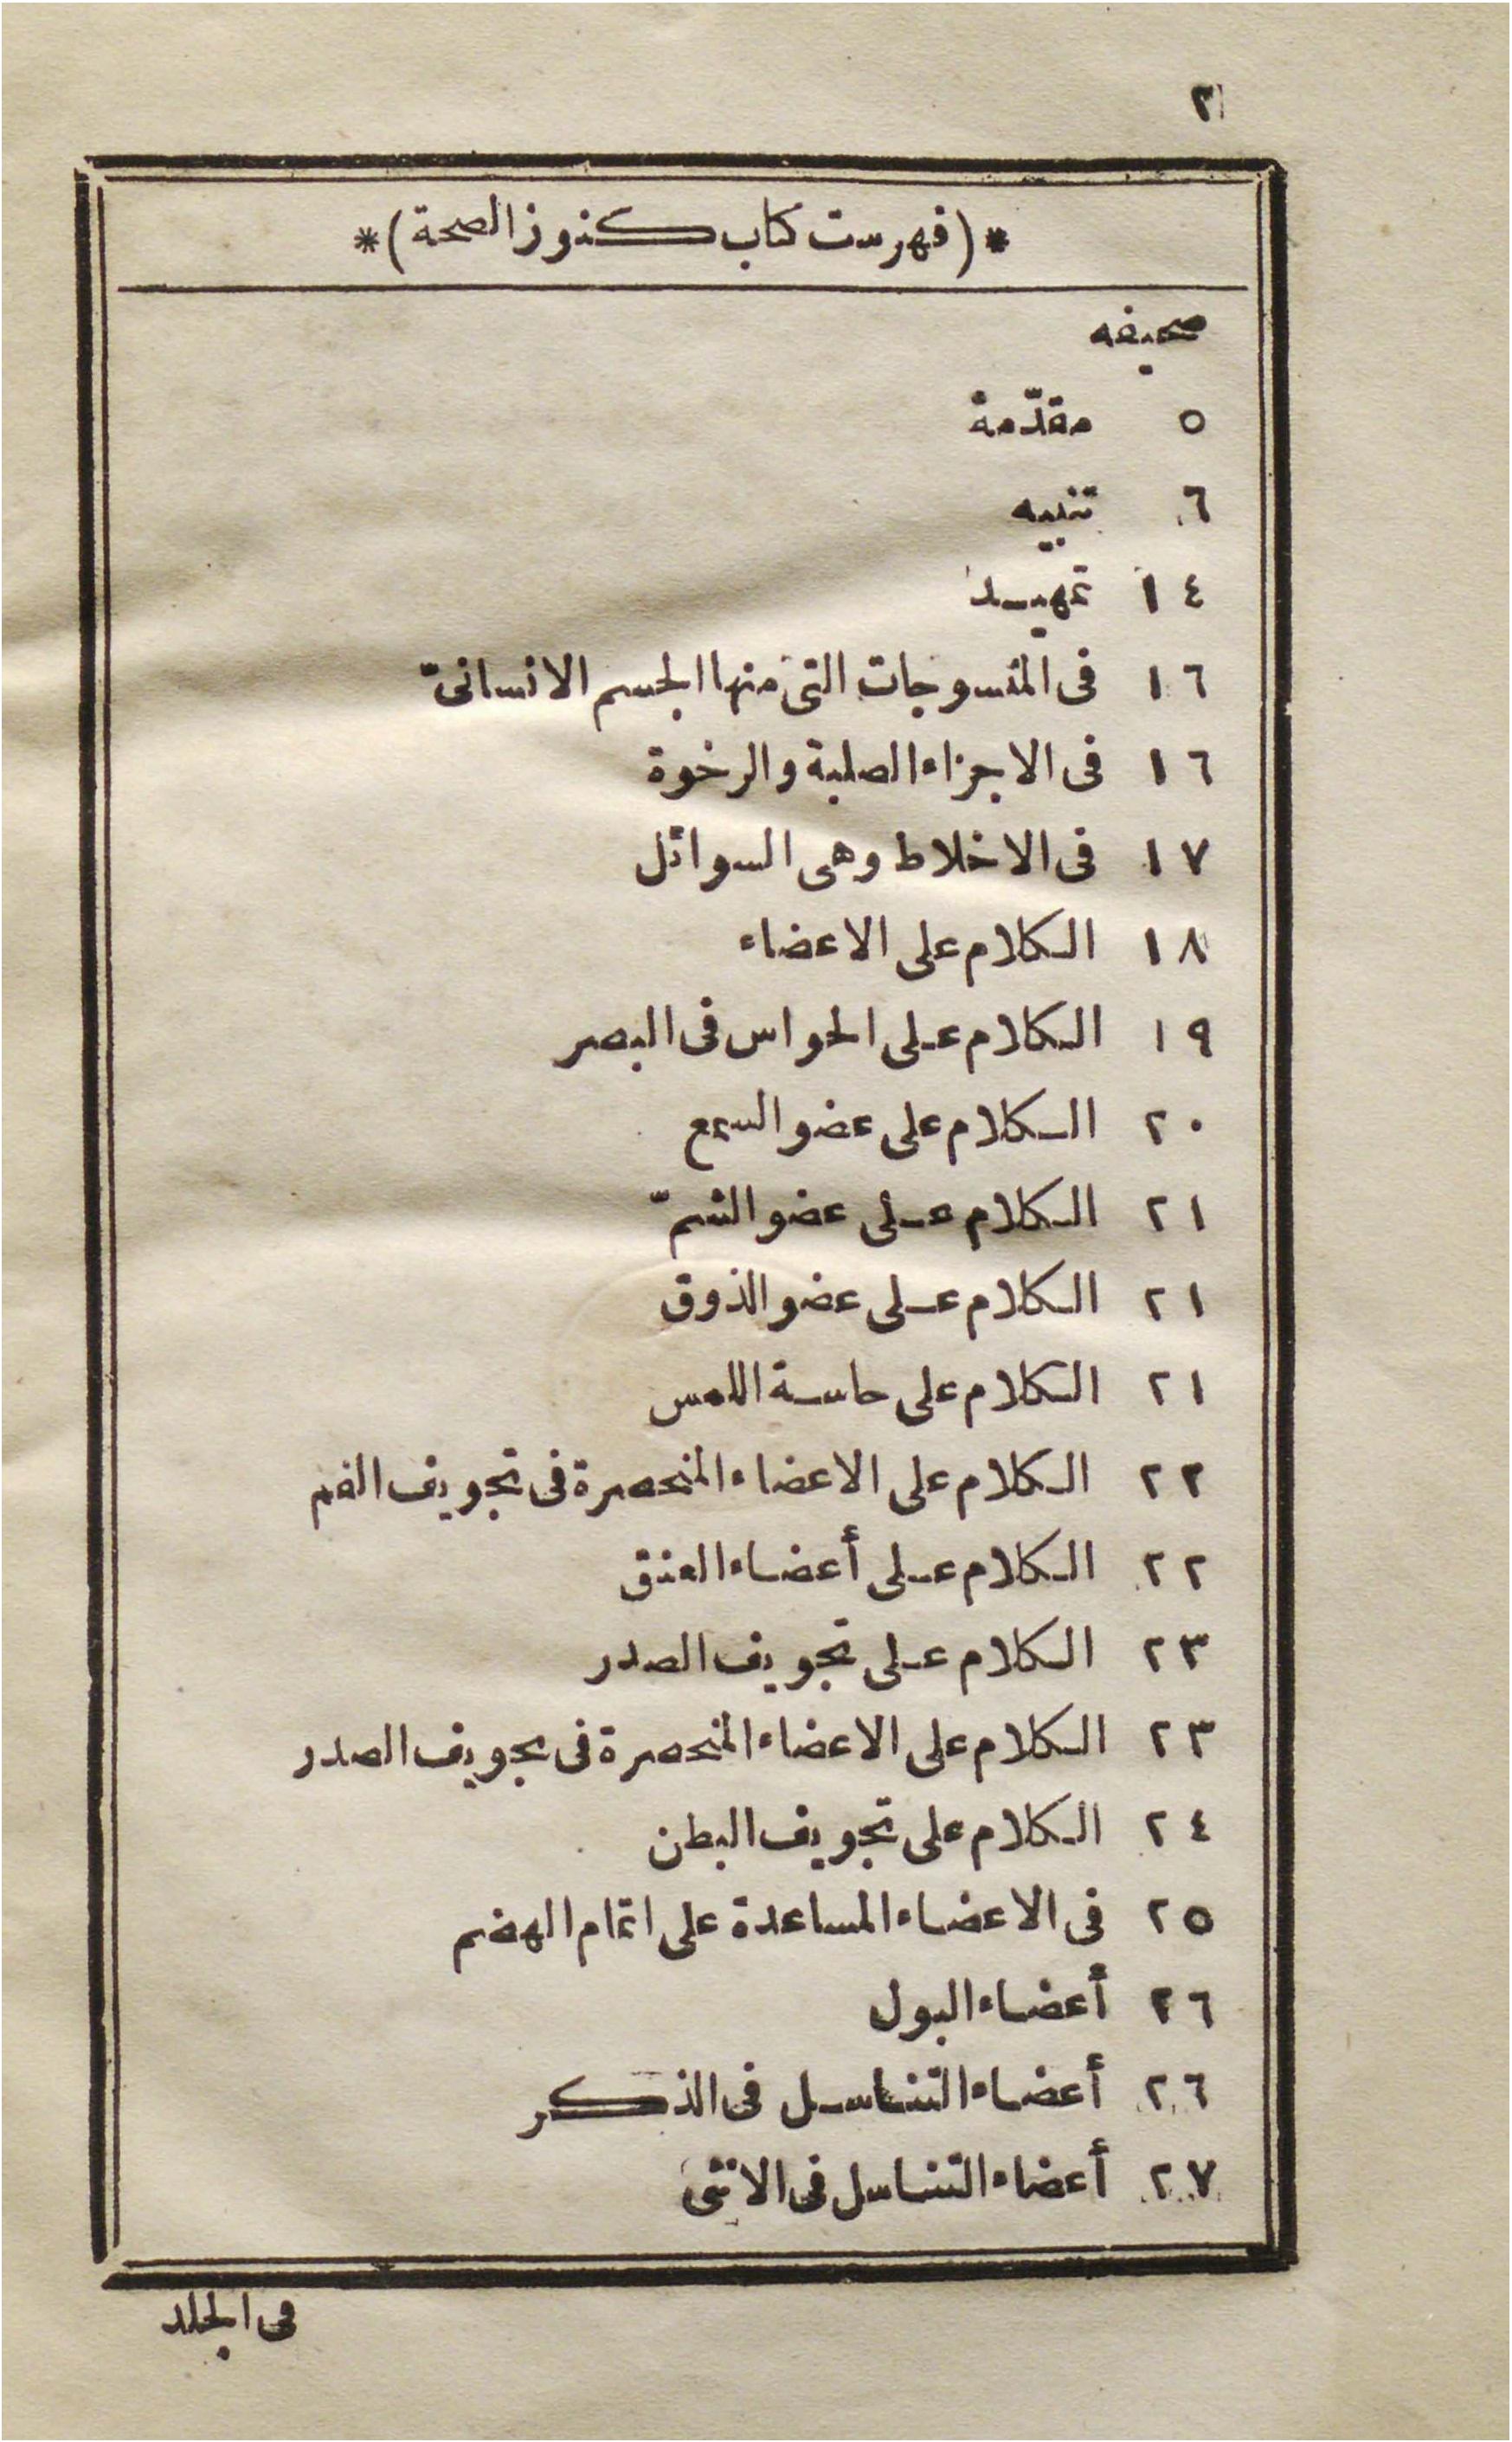 ٢
*(فهرست كتاب كنوز الصحة)*
صحيفه
٥ مقدّمة
٦ تنبيه
١٤ تمهيد
١٦ فى المنسوجات التى منها الجسم الانسانىّ
١٦ فى الاجزاء الصلبة والرخوة
١٧ فى الاخلاط وهى السوائل
١٨ الكلام على الاعضاء
١٩ الكلام على الحواس فى البصر
٢٠ الكلام على عضو السمع
٢١ الكلام على عضو الشمّ
٢١ الكلام على عضو الذوق
٢١ الكلام على حاسة اللمس
٢٢ الكلام على الاعضاء المنحصرة فى تجويف الفم
٢٢ الكلام على أعضاء العنق
٢٣ الكلام على تجويف الصدر
٢٣ الكلام على الاعضاء المنحصرة فى تجويف الصدر
٢٤ الكلام على تجويف البطن
٢٥ فى الاعضاء المساعدة على اتمام الهضم
٢٦ أعضاء البول
٢٦ أعضاء التناسل فى الذكر
٢٧ أعضاء التناسل فى الانثى
فى الجلد